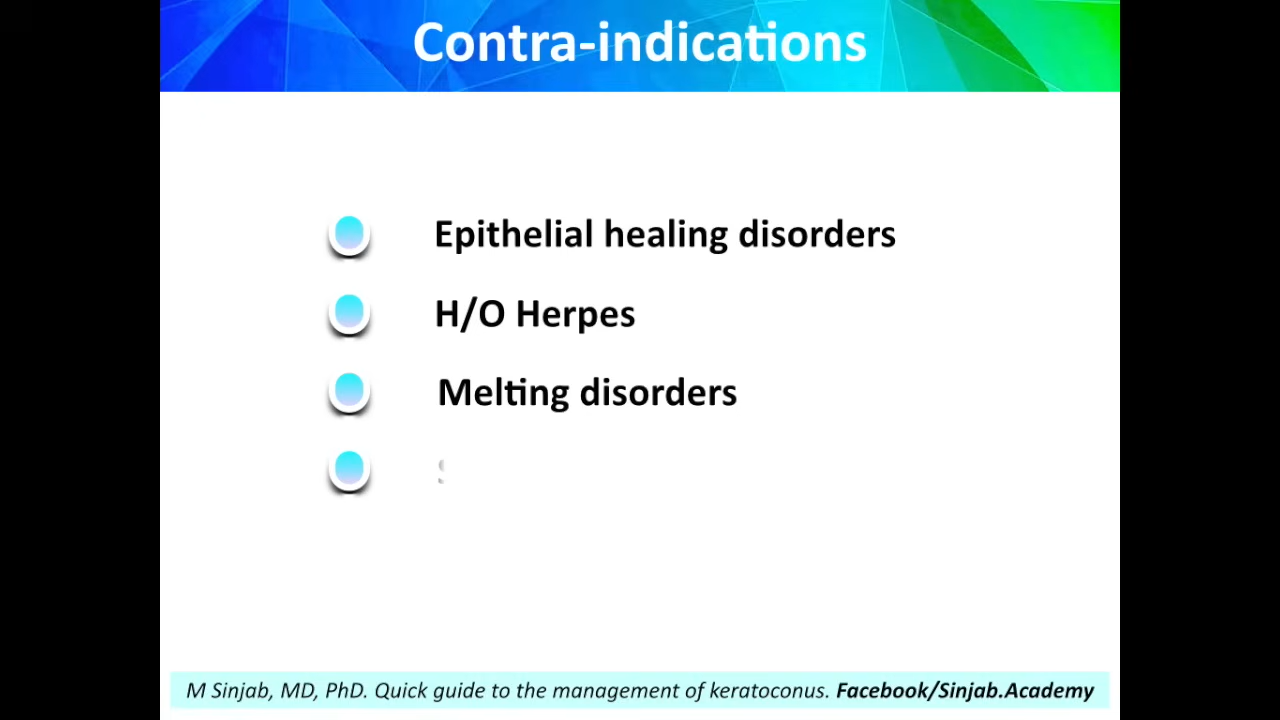 Contra-indications
Epithelial healing disorders
H/O Herpes
Melting disorders
M Sinjab, MD, PhD. Quick guide to the management of keratoconus. Facebook/Sinjab.Academy